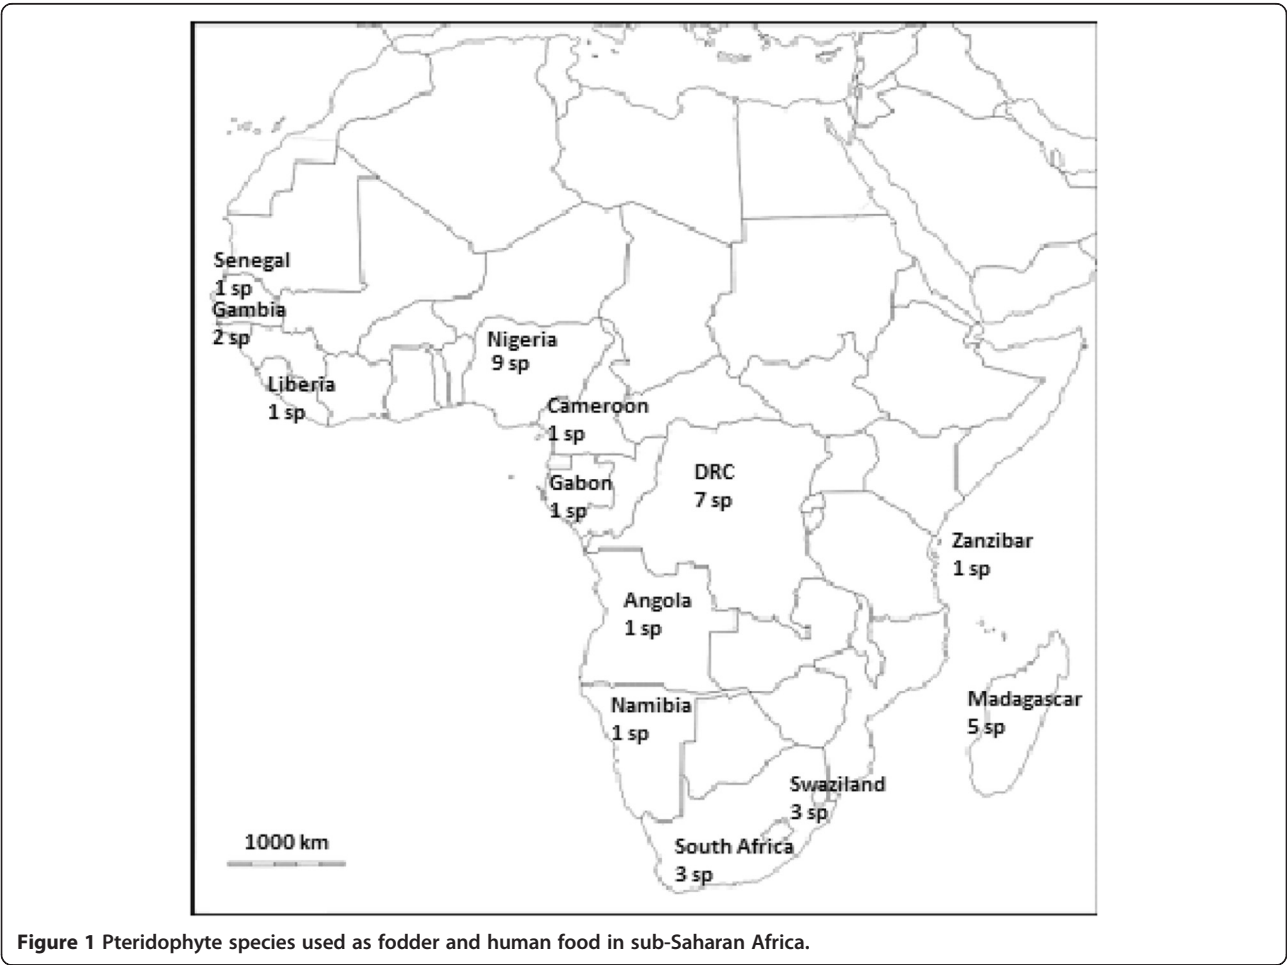 Senegal
1 sp
Gambia
2 sp
Nigeria
9 sp
Liberia
1 sp
Cameroon
1 sp
DRC
7 sp
Gabon
1 sp
Zanzibar
1 sp
Angola
1 sp
Namibia
1 sp
Madagascar
5 sp
Swaziland
3 sp
South Africa
3 sp
1000 km
Figure 1 Pteridophyte species used as fodder and human food in sub-Saharan Africa.